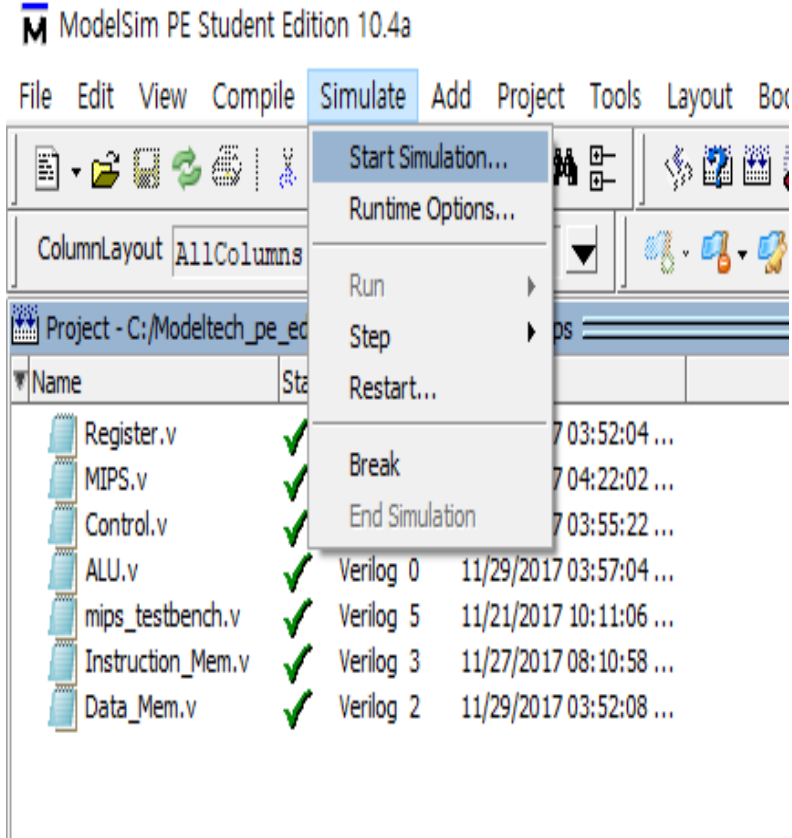 M ModelSim PE Student Edition 10.4a
File Edit View Compile Simulate Add Project Tools Layout
Start Simulation...
Runtime Options...
ColumnLayout AllColumns
Run
Project - C:/Modeltech_pe_ed ps
Step
Name Sta
Restart...
Register.v 7 03:52:04 ...
Break
MIPS.v 7 04:22:02 ...
End Simulation
Control.v 7 03:55:22 ...
ALU.v Verilog 0 11/29/2017 03:57:04 ...
mips_testbench.v Verilog 5 11/21/2017 10:11:06 ...
Instruction_Mem.v Verilog 3 11/27/2017 08:10:58 ...
Data_Mem.v Verilog 2 11/29/2017 03:52:08 ...